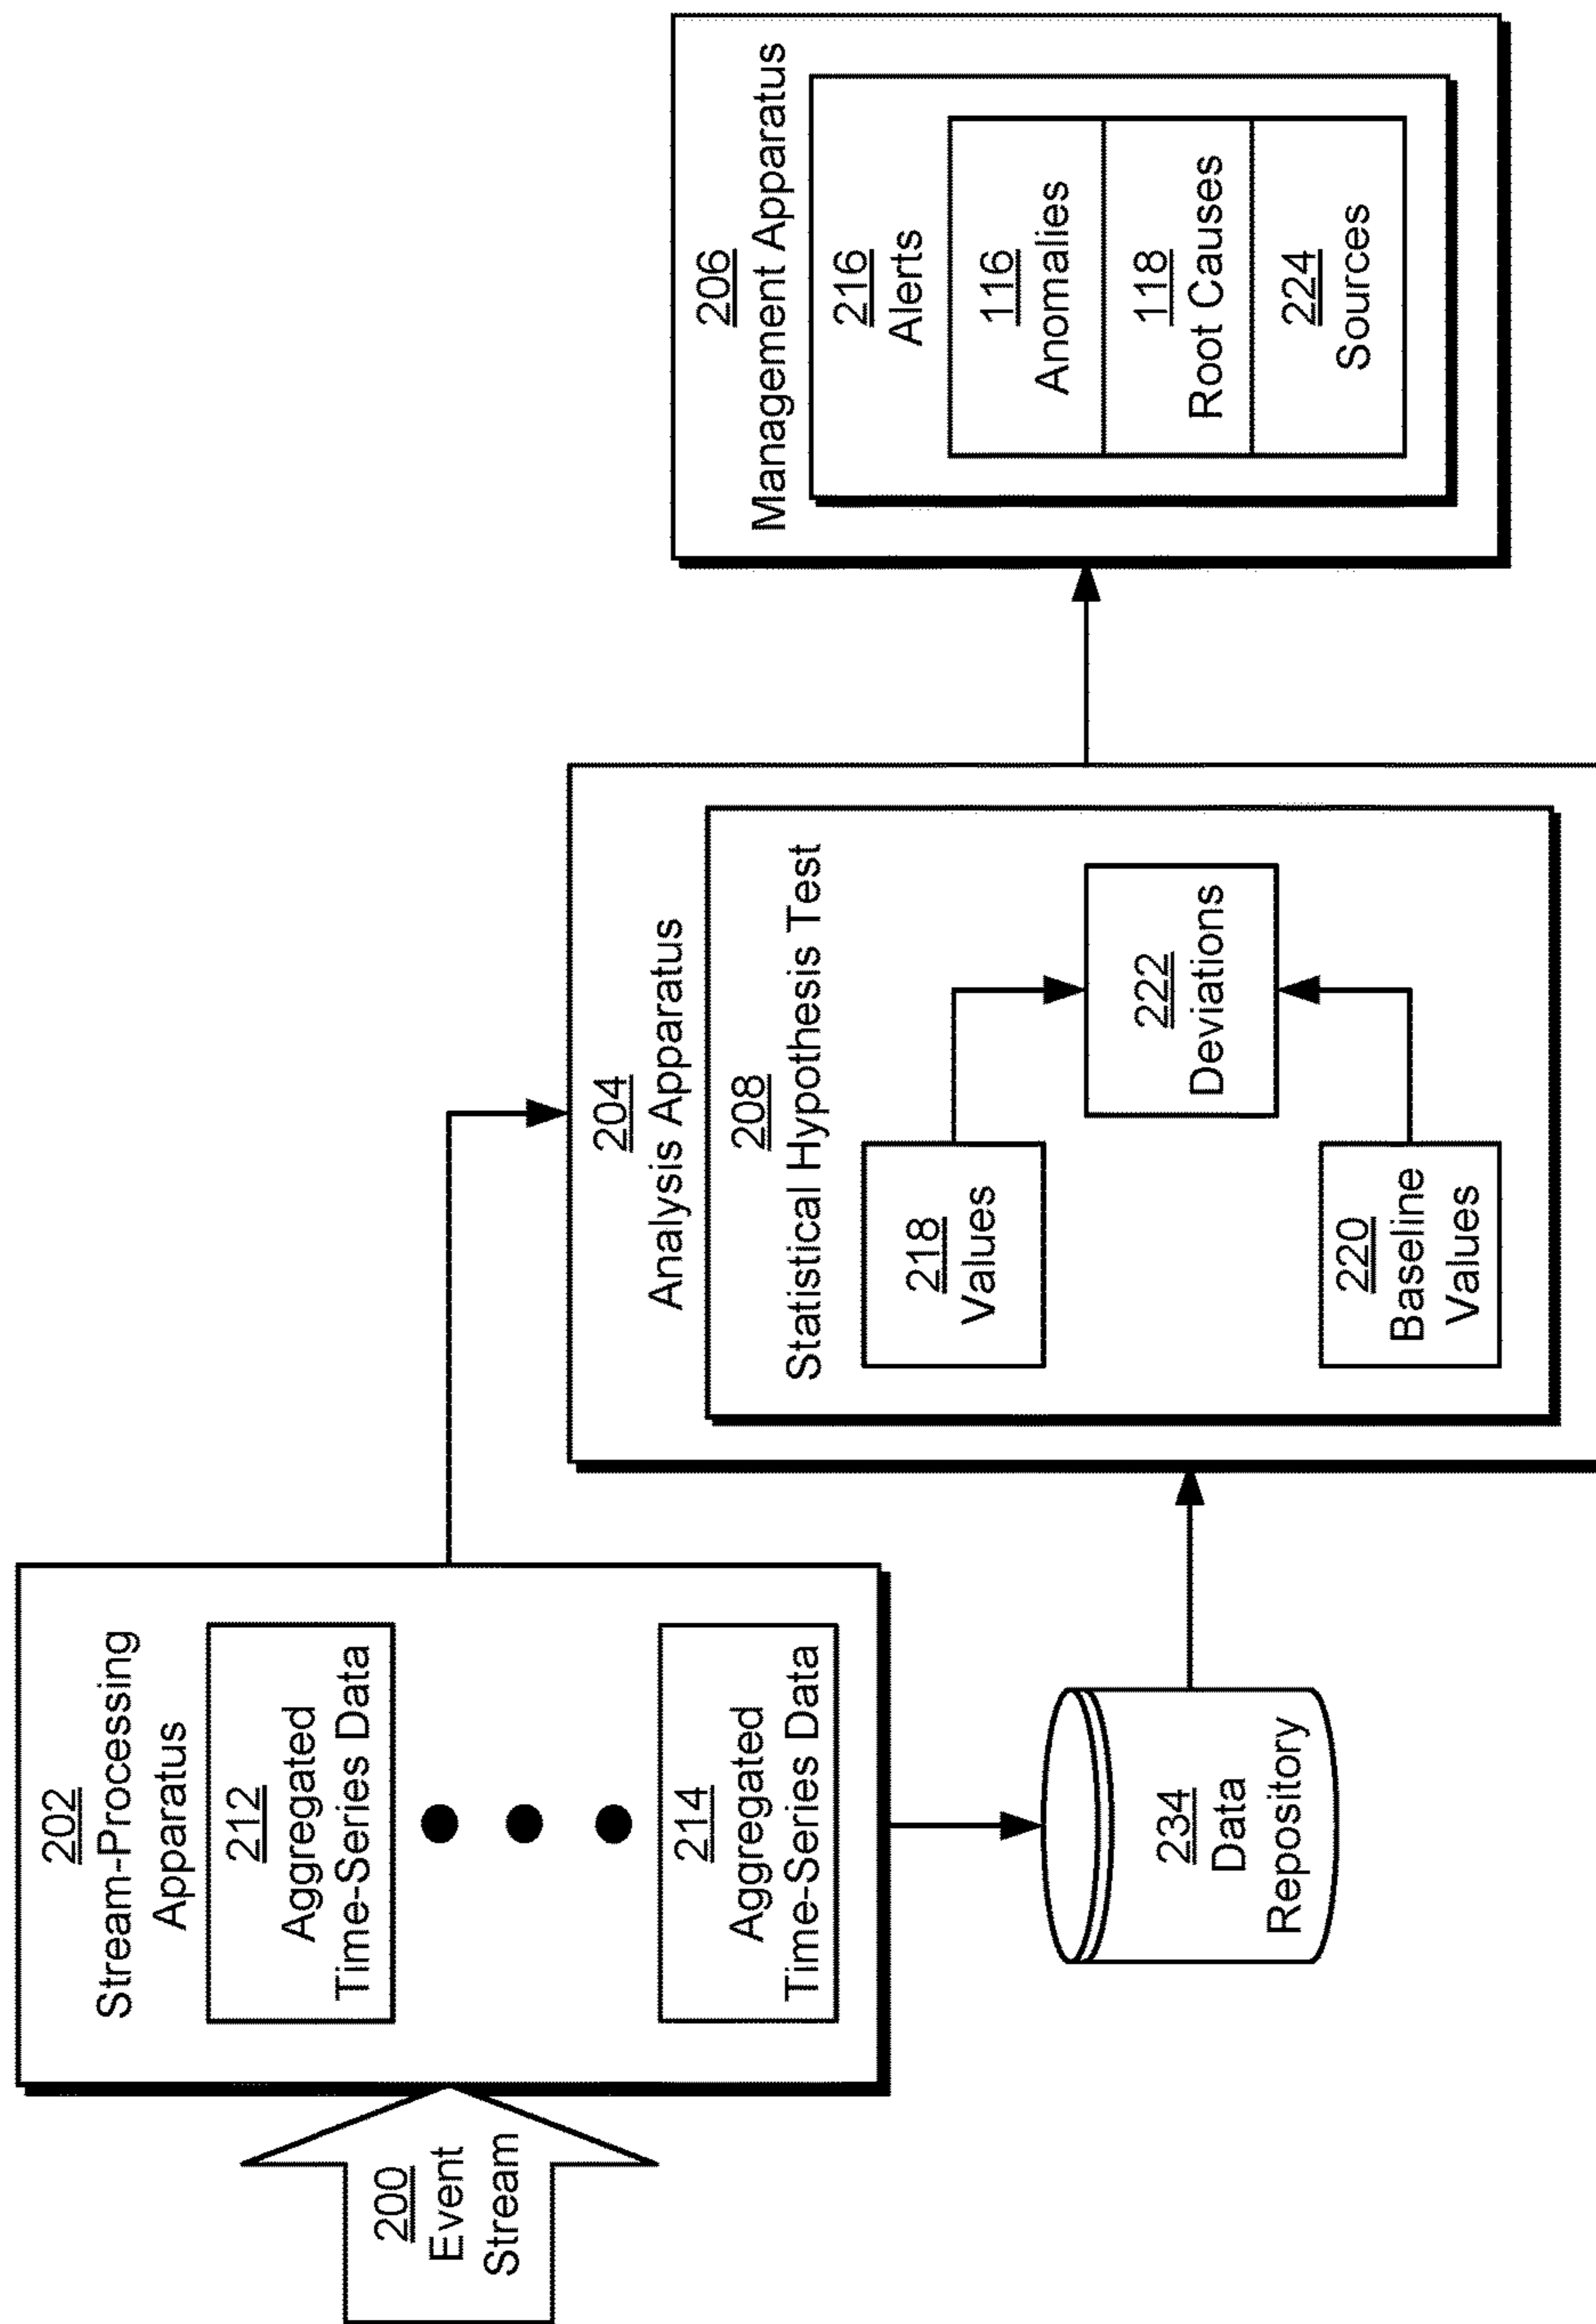 200
Event
Stream
202
Stream-Processing
Apparatus
212
Aggregated
Time-Series Data
214
Aggregated
Time-Series Data
234
Data
Repository
204
Analysis Apparatus
208
Statistical Hypothesis Test
218
Values
220
Baseline
Values
222
Deviations
206
Management Apparatus
216
Alerts
116
Anomalies
118
Root Causes
224
Sources